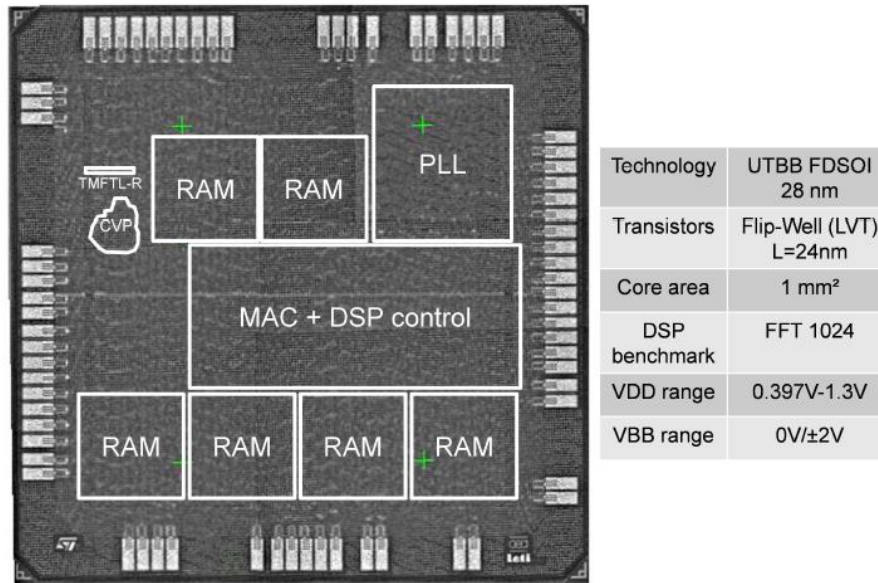 RAM
RAM
PLL
TMFTL-R
CVP
MAC + DSP control
RAM
RAM
RAM
RAM
ST
leti
Technology
UTBB FDSOI
28 nm
Transistors
Flip-Well (LVT)
L=24nm
Core area
1 mm²
DSP
benchmark
FFT 1024
VDD range
0.397V-1.3V
VBB range
0V/±2V